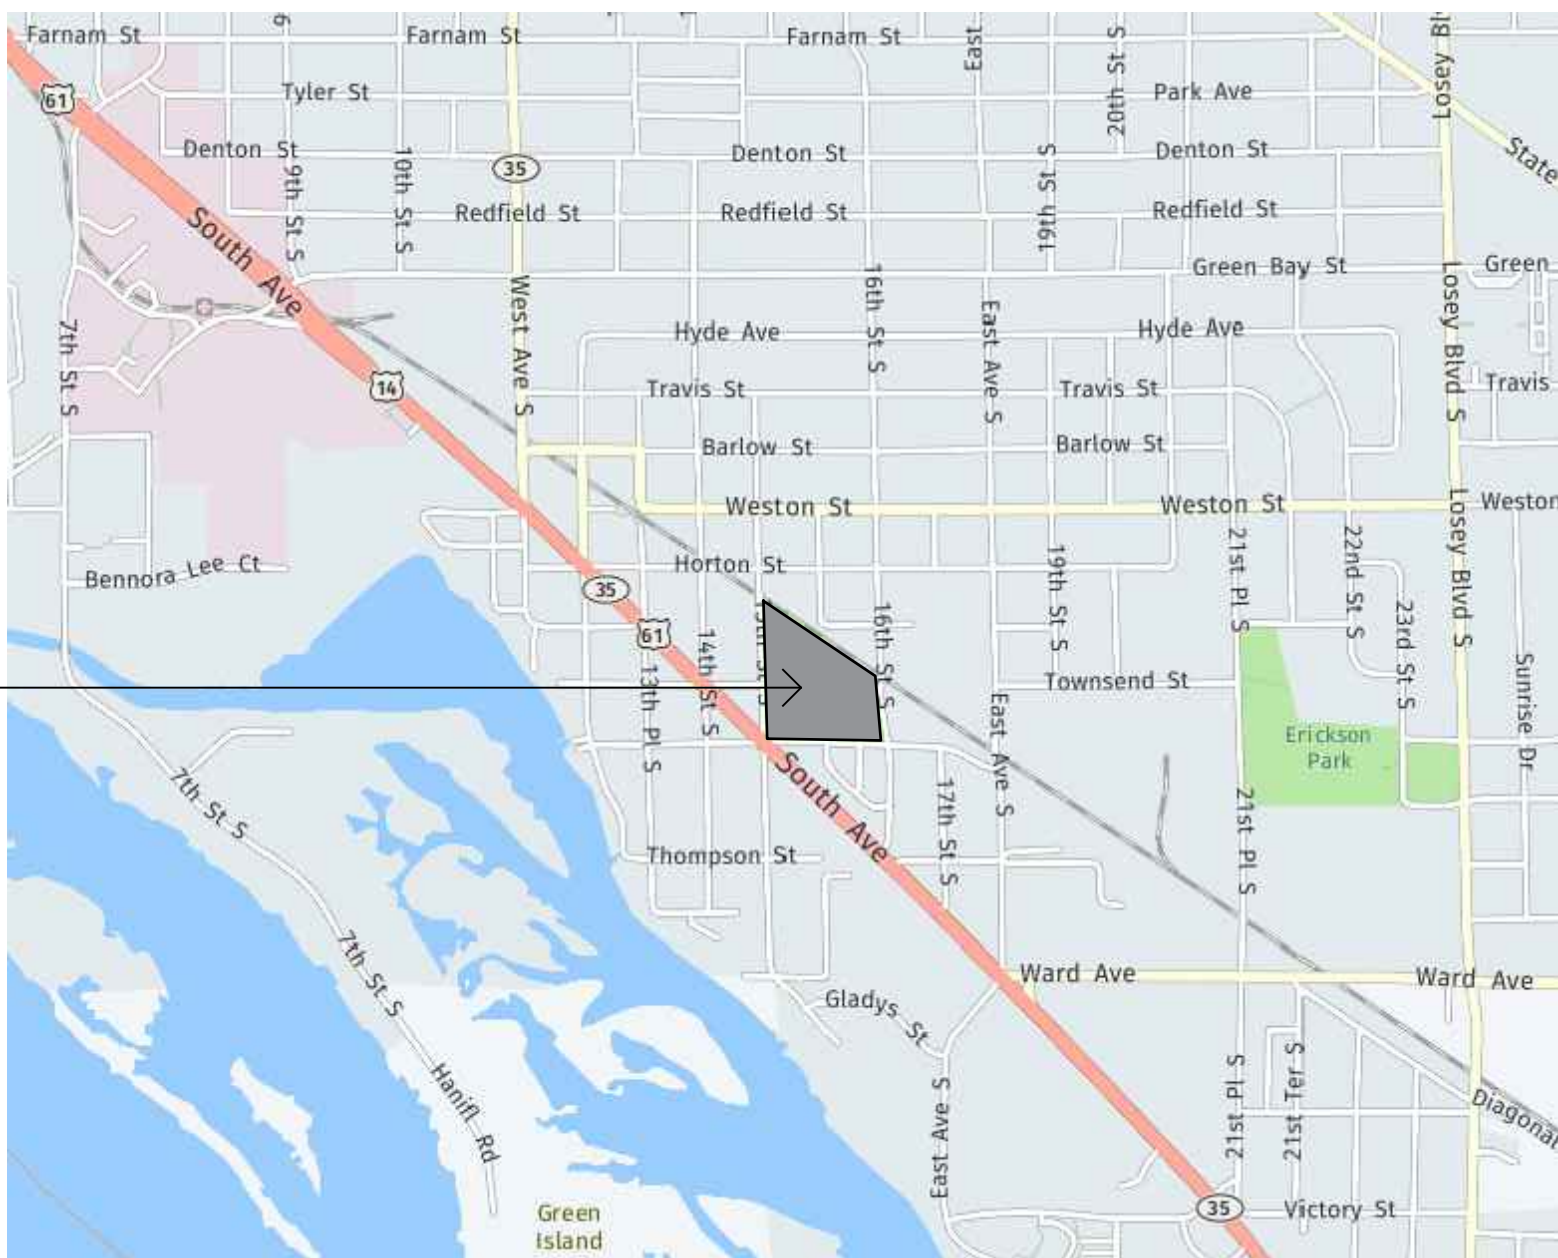 Farnam St
Farnam St
Farnam St
East
20th St S
Losey Bl
61
Tyler St
Park Ave
Denton St
9th St S
10th St S
35
Denton St
19th St S
Denton St
State
South Ave
Redfield St
Redfield St
Redfield St
Green Bay St
Green
7th St S
West Ave S
16th St S
East Ave S
Losey Blvd S
Hyde Ave
Hyde Ave
14
Travis St
Travis St
Travis
Barlow St
Barlow St
Weston St
Weston St
Weston
Bennora Lee Ct
Horton St
35
19th St S
21st Pl S
22nd St S
Losey Blvd S
61
14th St S
16th St S
23rd St S
13th Pl S
Townsend St
East Ave S
Sunrise Dr
Erickson
Park
7th St S
South Ave
17th St S
21st Pl S
Thompson St
7th St S
Ward Ave
Ward Ave
Gladys St
Hanifl Rd
East Ave S
21st Pl S
21st Ter S
Diagonal
35
Victory St
Green
Island